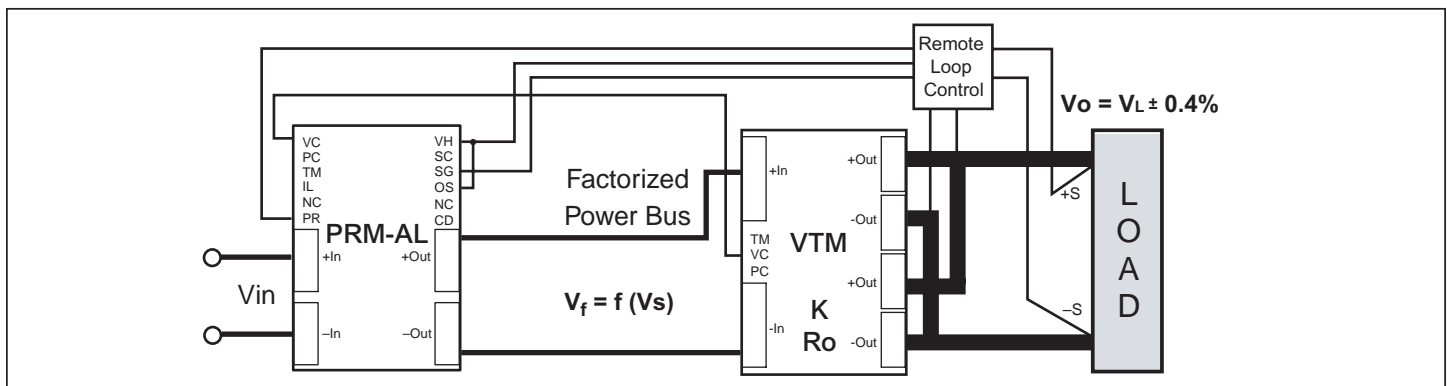 Remote
Loop
Control
Vo = VL ± 0.4%
VC
PC
TM
IL
NC
PR
VH
SC
SG
OS
NC
CD
PRM-AL
+In
+Out
–In
–Out
Vin
Factorized
Power Bus
Vf = f (Vs)
+In
TM
VC
PC
-In
VTM
K
Ro
+Out
-Out
+Out
-Out
+S
–S
L
O
A
D